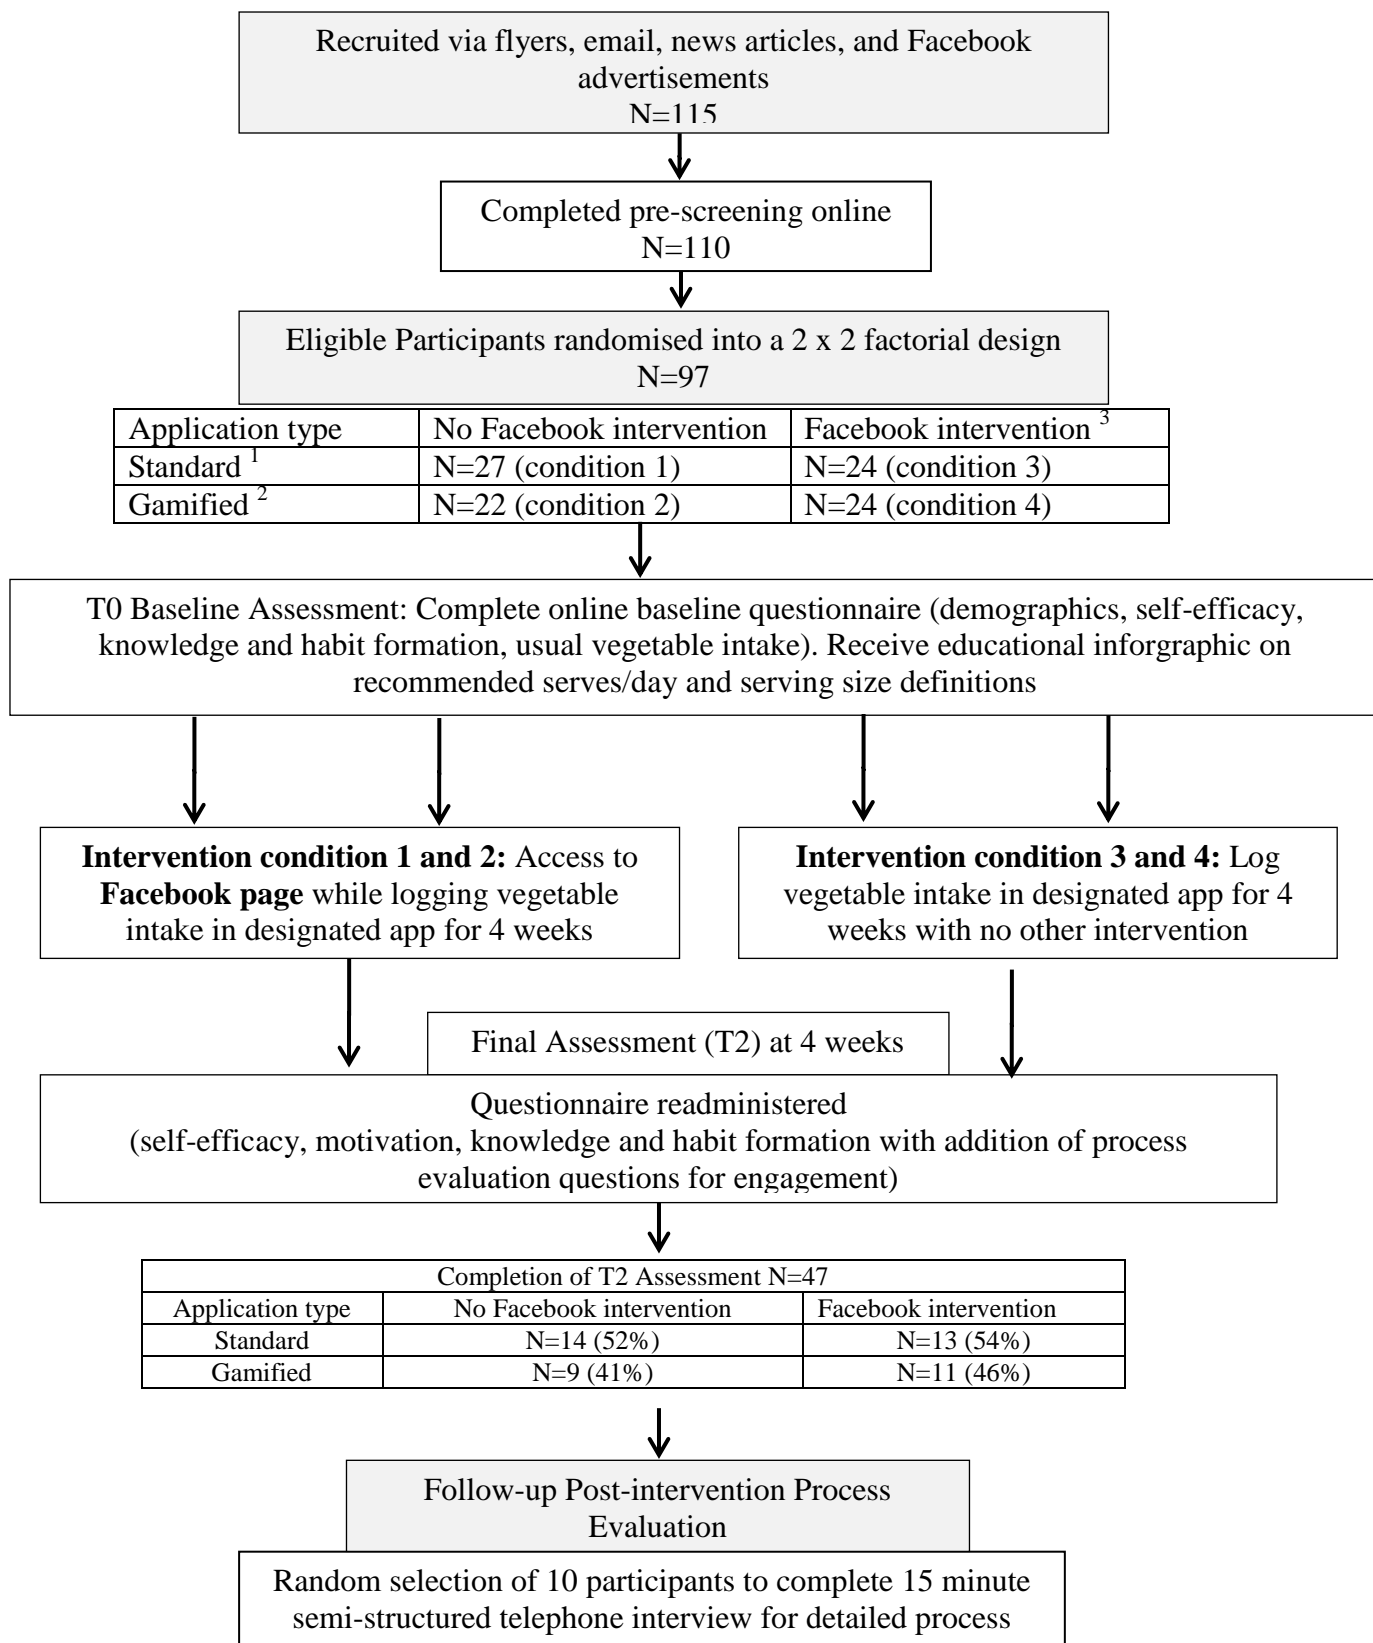 Recruited via flyers, email, news articles, and Facebook
advertisements
N=115
Completed pre-screening online
N=110
Eligible Participants randomised into a 2 x 2 factorial design
N=97
Application type No Facebook intervention Facebook intervention 3
Standard 1 N=27 (condition 1) N=24 (condition 3)
Gamified 2 N=22 (condition 2) N=24 (condition 4)
T0 Baseline Assessment: Complete online baseline questionnaire (demographics, self-efficacy,
knowledge and habit formation, usual vegetable intake). Receive educational inforgraphic on
recommended serves/day and serving size definitions
Intervention condition 1 and 2: Access to
Facebook page while logging vegetable
intake in designated app for 4 weeks
Intervention condition 3 and 4: Log
vegetable intake in designated app for 4
weeks with no other intervention
Final Assessment (T2) at 4 weeks
Questionnaire readministered
(self-efficacy, motivation, knowledge and habit formation with addition of process
evaluation questions for engagement)
Completion of T2 Assessment N=47
Application type No Facebook intervention Facebook intervention
Standard N=14 (52%) N=13 (54%)
Gamified N=9 (41%) N=11 (46%)
Follow-up Post-intervention Process
Evaluation
Random selection of 10 participants to complete 15 minute
semi-structured telephone interview for detailed process